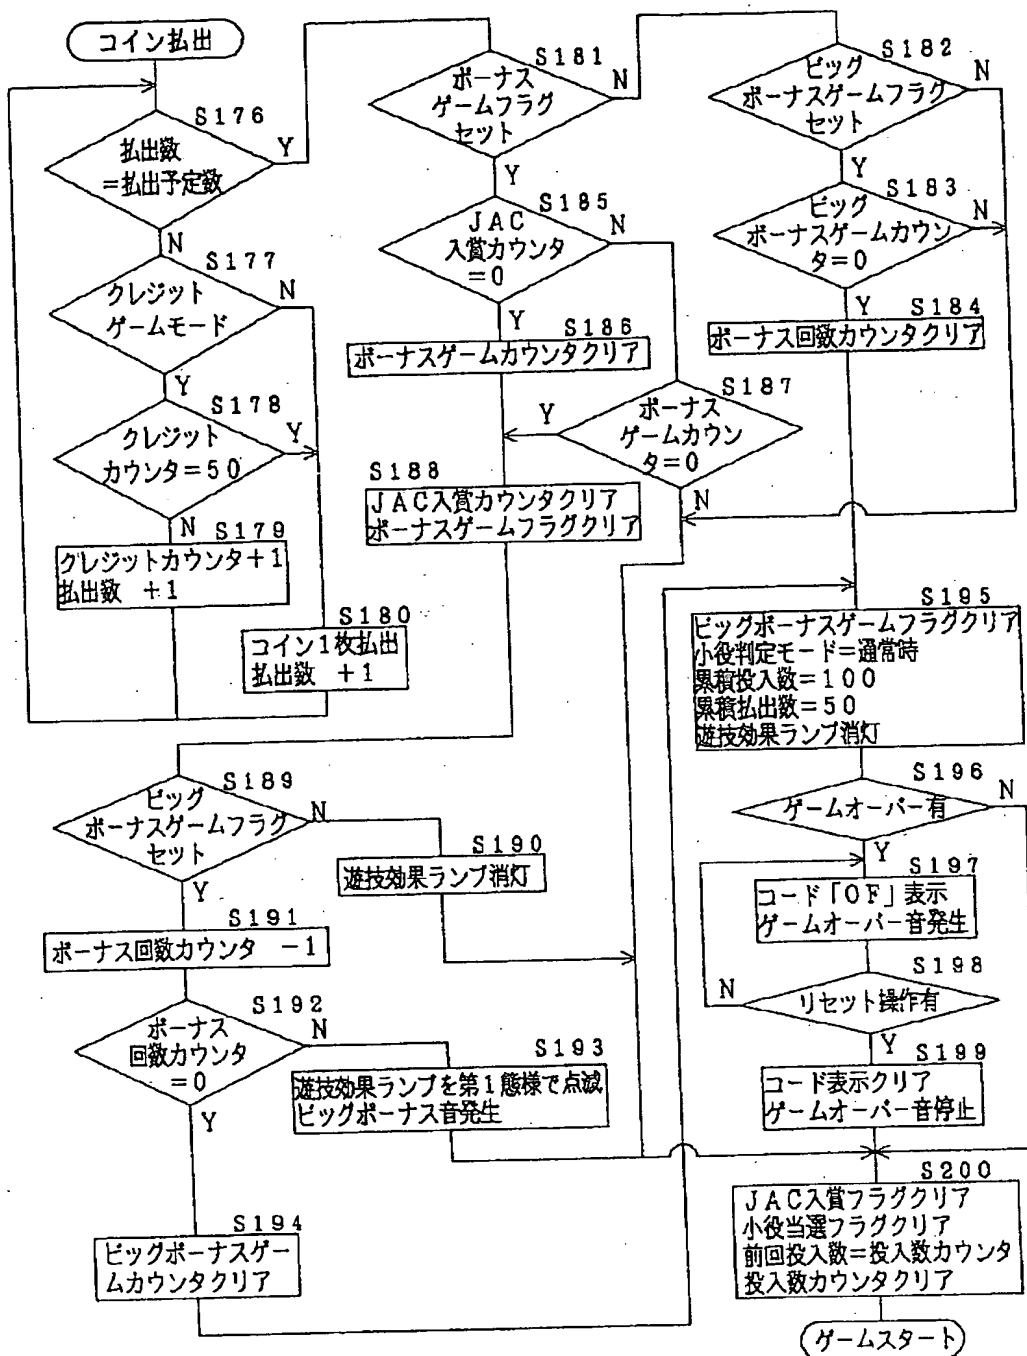 コイン払出
S176
払出数
=払出予定数
Y
N
S177
クレジット
ゲームモード
N
Y
S178
クレジット
カウンタ=50
Y
N
S179
クレジットカウンタ+1
払出数 +1
S180
コイン1枚払出
払出数 +1
S181
ボーナス
ゲームフラグ
セット
N
Y
S182
ビッグ
ボーナスゲームフラグ
セット
N
Y
S183
ビッグ
ボーナスゲームカウン
タ=0
N
Y
S184
ボーナス回数カウンタクリア
S185
JAC
入賞カウンタ
=0
N
Y
S186
ボーナスゲームカウンタクリア
S187
ボーナス
ゲームカウン
タ=0
Y
N
S188
JAC入賞カウンタクリア
ボーナスゲームフラグクリア
S189
ビッグ
ボーナスゲームフラグ
セット
N
Y
S190
遊技効果ランプ消灯
S191
ボーナス回数カウンタ -1
S192
ボーナス
回数カウンタ
=0
N
Y
S193
遊技効果ランプを第1態様で点滅
ビッグボーナス音発生
S194
ビッグボーナスゲー
ムカウンタクリア
S195
ビッグボーナスゲームフラグクリア
小役判定モード=通常時
累積投入数=100
累積払出数=50
遊技効果ランプ消灯
S196
ゲームオーバー有
N
Y
S197
コード「OF」表示
ゲームオーバー音発生
S198
リセット操作有
N
Y
S199
コード表示クリア
ゲームオーバー音停止
S200
JAC入賞フラグクリア
小役当選フラグクリア
前回投入数=投入数カウンタ
投入数カウンタクリア
ゲームスタート